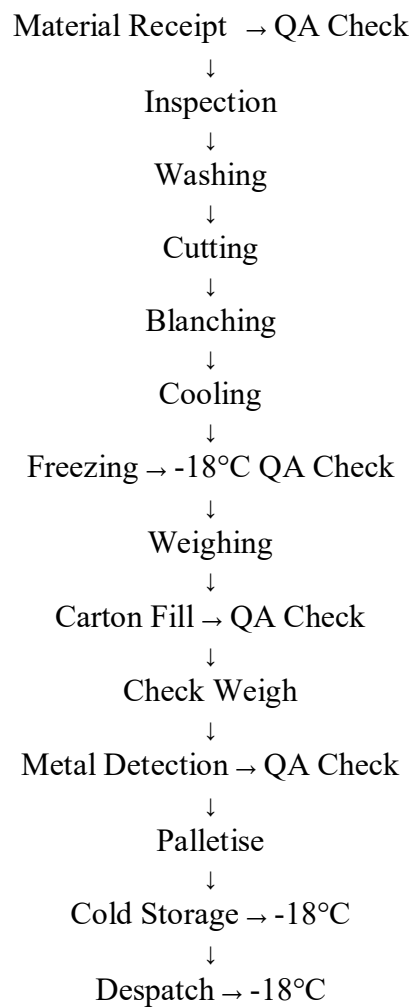 Material Receipt → QA Check
↓
Inspection
↓
Washing
↓
Cutting
↓
Blanching
↓
Cooling
↓
Freezing → -18°C QA Check
↓
Weighing
↓
Carton Fill → QA Check
↓
Check Weigh
↓
Metal Detection → QA Check
↓
Palletise
↓
Cold Storage → -18°C
↓
Despatch → -18°C